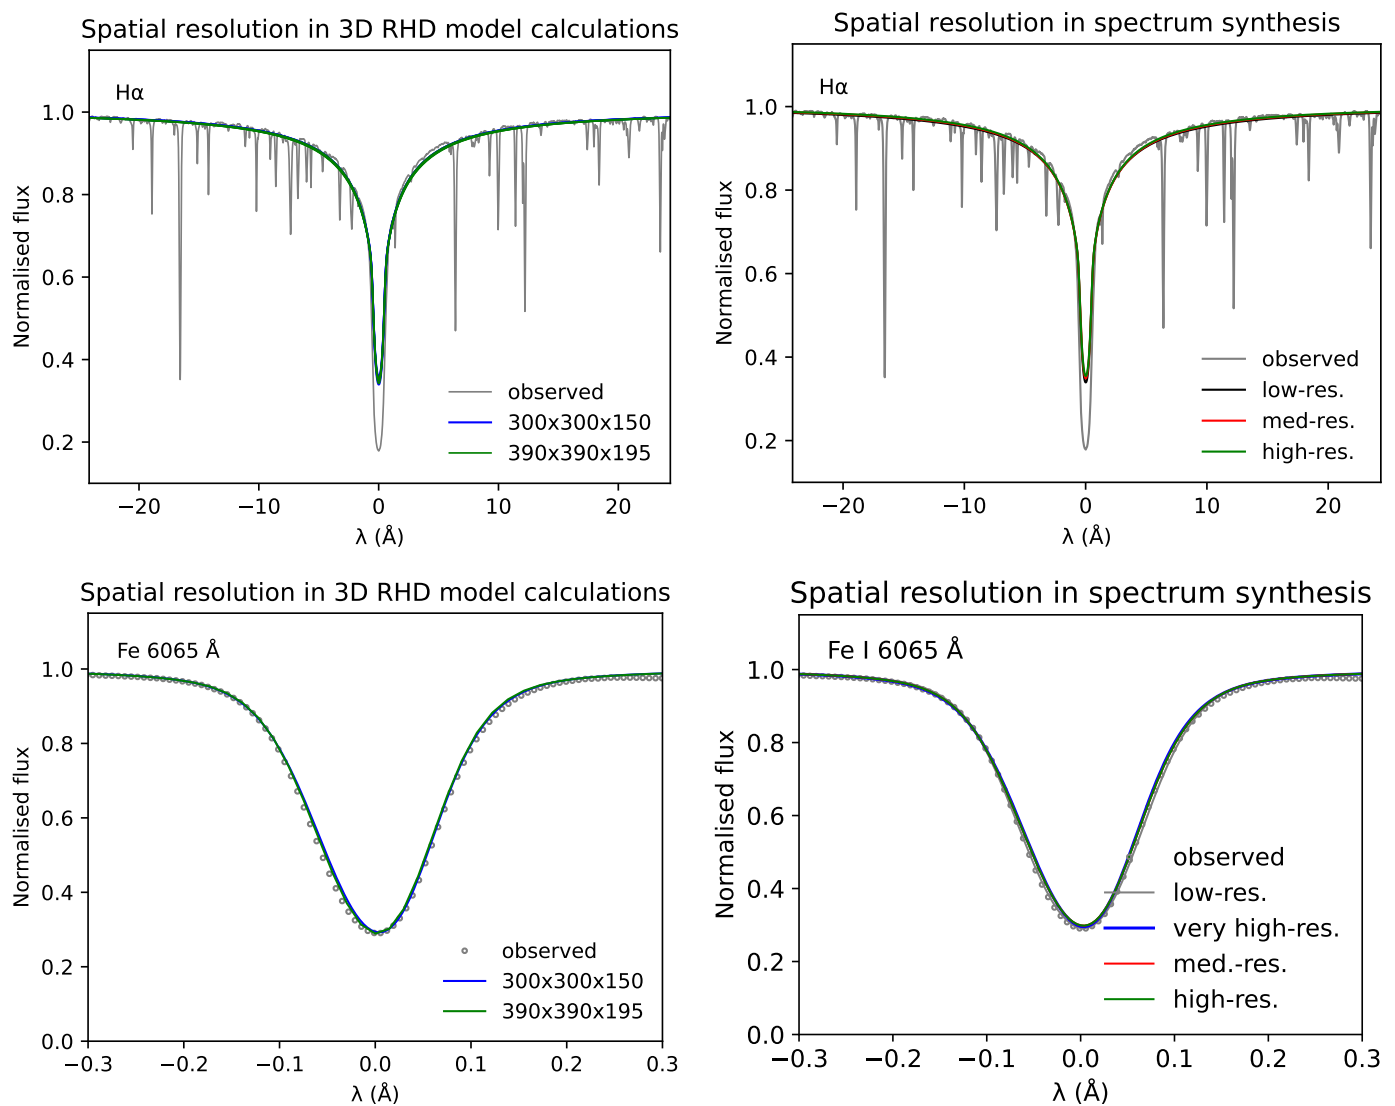 Spatial resolution in 3D RHD model calculations
Hα
Normalised flux
1.0
0.8
0.6
0.4
0.2
observed
300x300x150
390x390x195
−20
−10
0
10
20
λ (Å)
Spatial resolution in spectrum synthesis
Hα
Normalised flux
1.0
0.8
0.6
0.4
0.2
observed
low-res.
med-res.
high-res.
−20
−10
0
10
20
λ (Å)
Spatial resolution in 3D RHD model calculations
Fe 6065 Å
Normalised flux
1.0
0.8
0.6
0.4
0.2
0.0
observed
300x300x150
390x390x195
−0.3
−0.2
−0.1
0.0
0.1
0.2
0.3
λ (Å)
Spatial resolution in spectrum synthesis
Fe I 6065 Å
Normalised flux
1.0
0.8
0.6
0.4
0.2
0.0
observed
low-res.
very high-res.
med.-res.
high-res.
−0.3
−0.2
−0.1
0.0
0.1
0.2
0.3
λ (Å)